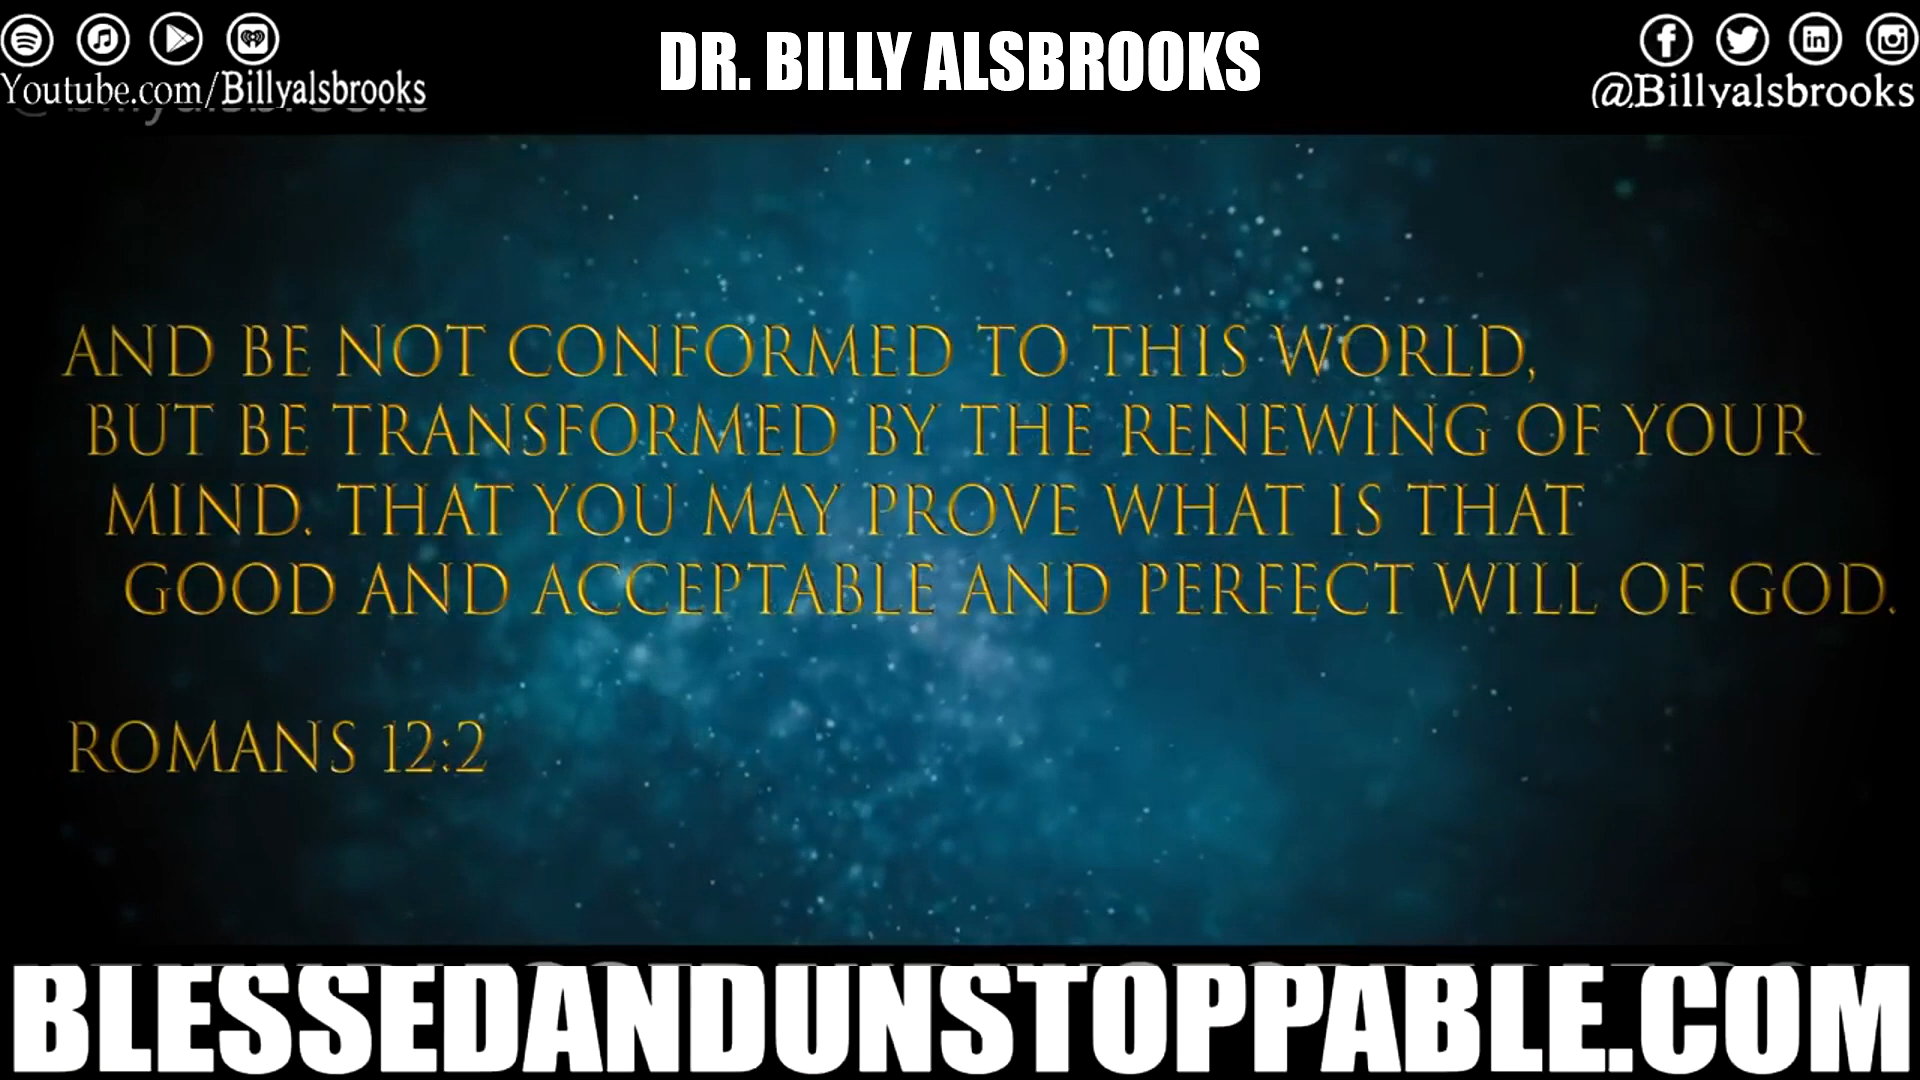 DR. BILLY ALSBROOKS
Youtube.com/Billyalsbrooks
@Billyalsbrooks
AND BE NOT CONFORMED TO THIS WORLD,
BUT BE TRANSFORMED BY THE RENEWING OF YOUR
MIND. THAT YOU MAY PROVE WHAT IS THAT
GOOD AND ACCEPTABLE AND PERFECT WILL OF GOD.
ROMANS 12:2
BLESSEDANDUNSTOPPABLE.COM